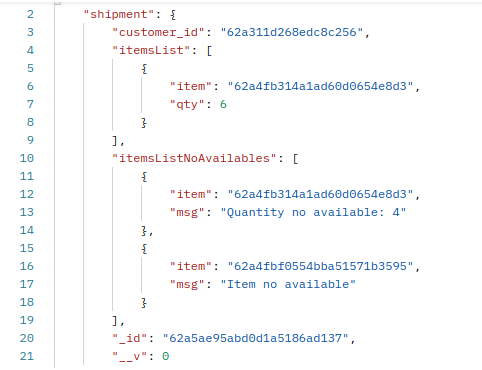 2 "shipment": {
3 "customer_id": "62a311d268edc8c256",
4 "itemsList": [
5 {
6 "item": "62a4fb314a1ad60d0654e8d3",
7 "qty": 6
8 }
9 ],
10 "itemsListNoAvailables": [
11 {
12 "item": "62a4fb314a1ad60d0654e8d3",
13 "msg": "Quantity no available: 4"
14 },
15 {
16 "item": "62a4fbf0554bba51571b3595",
17 "msg": "Item no available"
18 }
19 ],
20 "_id": "62a5ae95abd0d1a5186ad137",
21 "__v": 0